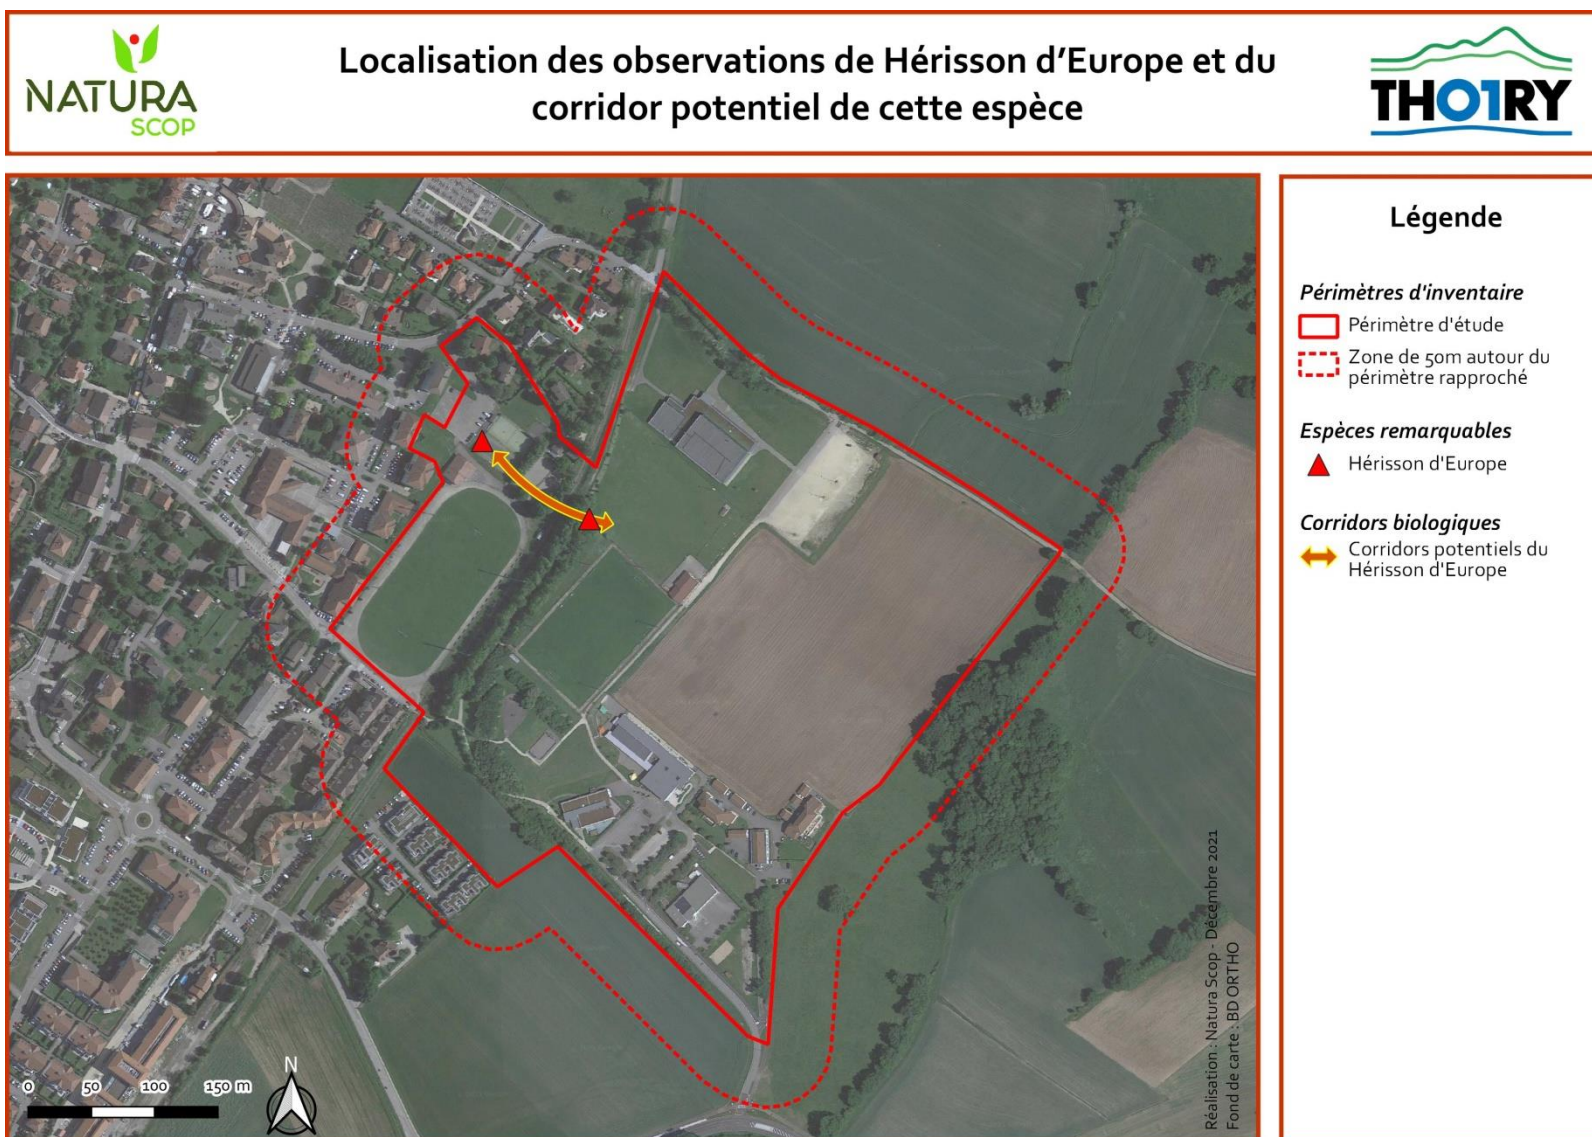 NATURA
SCOP
Localisation des observations de Hérisson d'Europe et du
corridor potentiel de cette espèce
THO1RY
Légende
Périmètres d'inventaire
Périmètre d'étude
Zone de 50m autour du
périmètre rapproché
Espèces remarquables
Hérisson d'Europe
Corridors biologiques
Corridors potentiels du
Hérisson d'Europe
0 50 100 150 m
N
Réalisation : Natura Scop - Décembre 2021
Fond de carte : BD ORTHO